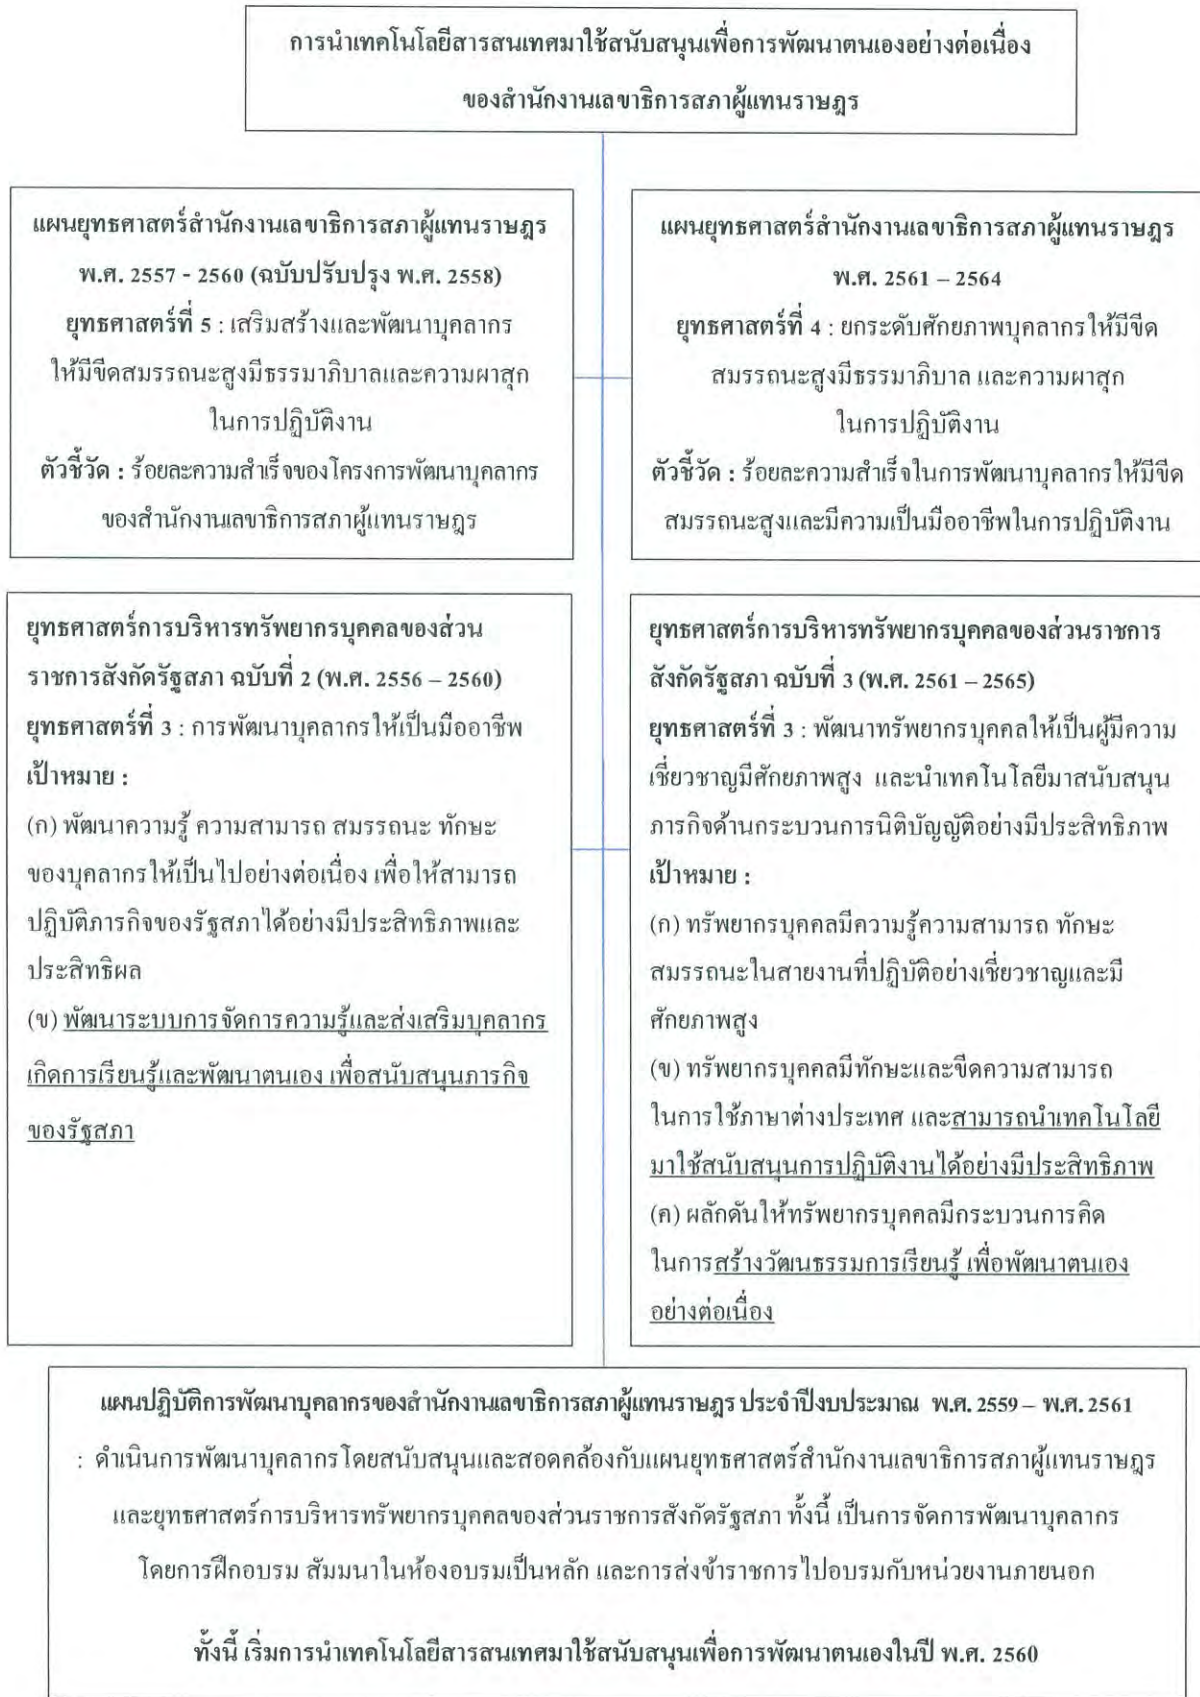 การนำเทคโนโลยีสารสนเทศมาใช้สนับสนุนเพื่อการพัฒนาตนเองอย่างต่อเนื่อง
ของสำนักงานเลขาธิการสภาผู้แทนราษฎร
แผนยุทธศาสตร์สำนักงานเลขาธิการสภาผู้แทนราษฎร
พ.ศ. 2557 - 2560 (ฉบับปรับปรุง พ.ศ. 2558)
ยุทธศาสตร์ที่ 5 : เสริมสร้างและพัฒนาบุคลากร
ให้มีขีดสมรรถนะสูงมีธรรมาภิบาลและความผาสุก
ในการปฏิบัติงาน
ตัวชี้วัด : ร้อยละความสำเร็จของโครงการพัฒนาบุคลากร
ของสำนักงานเลขาธิการสภาผู้แทนราษฎร
แผนยุทธศาสตร์สำนักงานเลขาธิการสภาผู้แทนราษฎร
พ.ศ. 2561 – 2564
ยุทธศาสตร์ที่ 4 : ยกระดับศักยภาพบุคลากรให้มีขีด
สมรรถนะสูงมีธรรมาภิบาล และความผาสุก
ในการปฏิบัติงาน
ตัวชี้วัด : ร้อยละความสำเร็จในการพัฒนาบุคลากรให้มีขีด
สมรรถนะสูงและมีความเป็นมืออาชีพในการปฏิบัติงาน
ยุทธศาสตร์การบริหารทรัพยากรบุคคลของส่วน
ราชการสังกัดรัฐสภา ฉบับที่ 2 (พ.ศ. 2556 – 2560)
ยุทธศาสตร์ที่ 3 : การพัฒนาบุคลากรให้เป็นมืออาชีพ
เป้าหมาย :
(ก) พัฒนาความรู้ ความสามารถ สมรรถนะ ทักษะ
ของบุคลากรให้เป็นไปอย่างต่อเนื่อง เพื่อให้สามารถ
ปฏิบัติภารกิจของรัฐสภาได้อย่างมีประสิทธิภาพและ
ประสิทธิผล
(ข) พัฒนาระบบการจัดการความรู้และส่งเสริมบุคลากร
เกิดการเรียนรู้และพัฒนาตนเอง เพื่อสนับสนุนภารกิจ
ของรัฐสภา
ยุทธศาสตร์การบริหารทรัพยากรบุคคลของส่วนราชการ
สังกัดรัฐสภา ฉบับที่ 3 (พ.ศ. 2561 – 2565)
ยุทธศาสตร์ที่ 3 : พัฒนาทรัพยากรบุคคลให้เป็นผู้มีความ
เชี่ยวชาญมีศักยภาพสูง และนำเทคโนโลยีมาสนับสนุน
ภารกิจด้านกระบวนการนิติบัญญัติอย่างมีประสิทธิภาพ
เป้าหมาย :
(ก) ทรัพยากรบุคคลมีความรู้ความสามารถ ทักษะ
สมรรถนะในสายงานที่ปฏิบัติอย่างเชี่ยวชาญและมี
ศักยภาพสูง
(ข) ทรัพยากรบุคคลมีทักษะและขีดความสามารถ
ในการใช้ภาษาต่างประเทศ และสามารถนำเทคโนโลยี
มาใช้สนับสนุนการปฏิบัติงานได้อย่างมีประสิทธิภาพ
(ค) ผลักดันให้ทรัพยากรบุคคลมีกระบวนการคิด
ในการสร้างวัฒนธรรมการเรียนรู้ เพื่อพัฒนาตนเอง
อย่างต่อเนื่อง
แผนปฏิบัติการพัฒนาบุคลากรของสำนักงานเลขาธิการสภาผู้แทนราษฎร ประจำปีงบประมาณ พ.ศ. 2559 – พ.ศ. 2561
: ดำเนินการพัฒนาบุคลากรโดยสนับสนุนและสอดคล้องกับแผนยุทธศาสตร์สำนักงานเลขาธิการสภาผู้แทนราษฎร
และยุทธศาสตร์การบริหารทรัพยากรบุคคลของส่วนราชการสังกัดรัฐสภา ทั้งนี้ เป็นการจัดการพัฒนาบุคลากร
โดยการฝึกอบรม สัมมนาในห้องอบรมเป็นหลัก และการส่งข้าราชการไปอบรมกับหน่วยงานภายนอก
ทั้งนี้ เริ่มการนำเทคโนโลยีสารสนเทศมาใช้สนับสนุนเพื่อการพัฒนาตนเองในปี พ.ศ. 2560